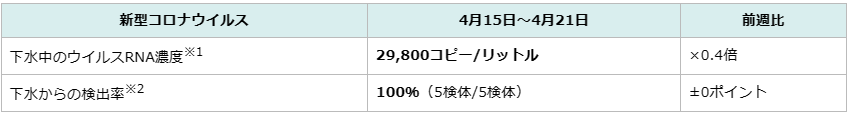 新型コロナウイルス 4月15日～4月21日 前週比
下水中のウイルスRNA濃度※1 29,800コピー/リットル ×0.4倍
下水からの検出率※2 100%（5検体/5検体） ±0ポイント